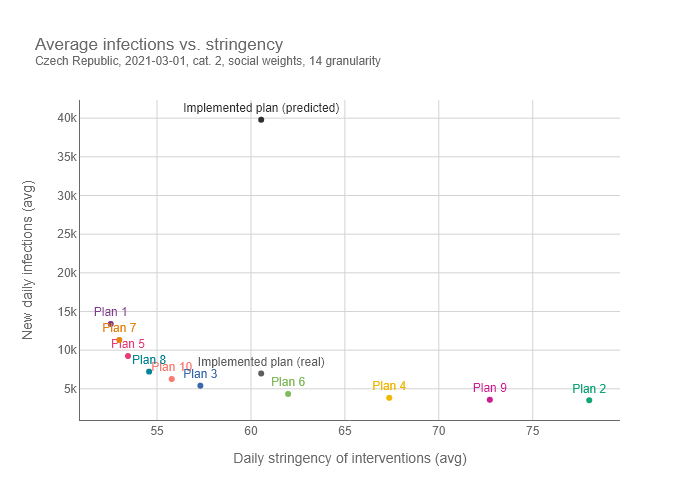 Average infections vs. stringency
Czech Republic, 2021-03-01, cat. 2, social weights, 14 granularity
Implemented plan (predicted)
40k
35k
30k
25k
20k
15k
10k
5k
New daily infections (avg)
Plan 1
Plan 7
Plan 5
Plan 8
Plan 10
Plan 3
Implemented plan (real)
Plan 6
Plan 4
Plan 9
Plan 2
55
60
65
70
75
Daily stringency of interventions (avg)